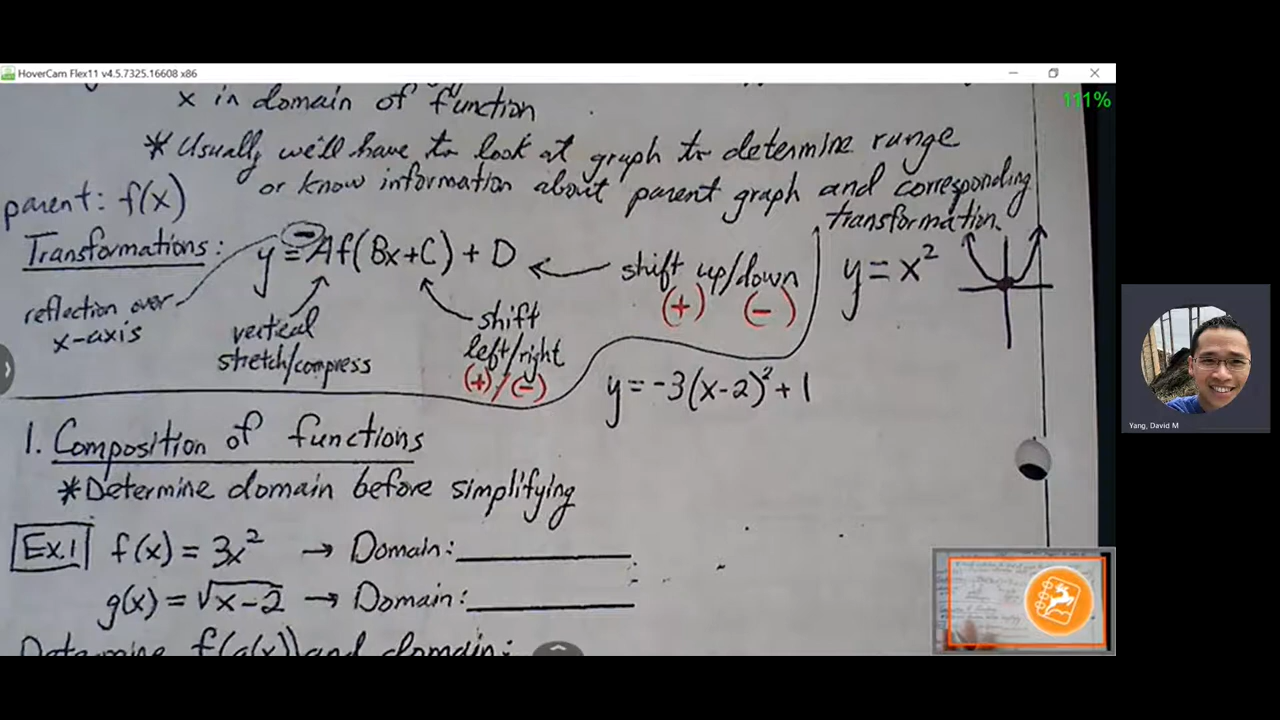 HoverCam Flex11 v4.5.7325.16608 x86
111%
x in domain of function
* Usually, we'll have to look at graph to determine range
or know information about parent graph and corresponding
transformation.
parent: f(x)
Transformations: y = -Af(Bx+C) + D
shift up/down
(+) (-)
y = x²
reflection over
x-axis
vertical
stretch/compress
shift
left/right
(+)/(-)
y = -3(x-2)² + 1
1. Composition of functions
* Determine domain before simplifying
Ex.1 f(x) = 3x² → Domain:
g(x) = √x-2 → Domain:
Determine f(g(x)) and domain:
Yang, David M